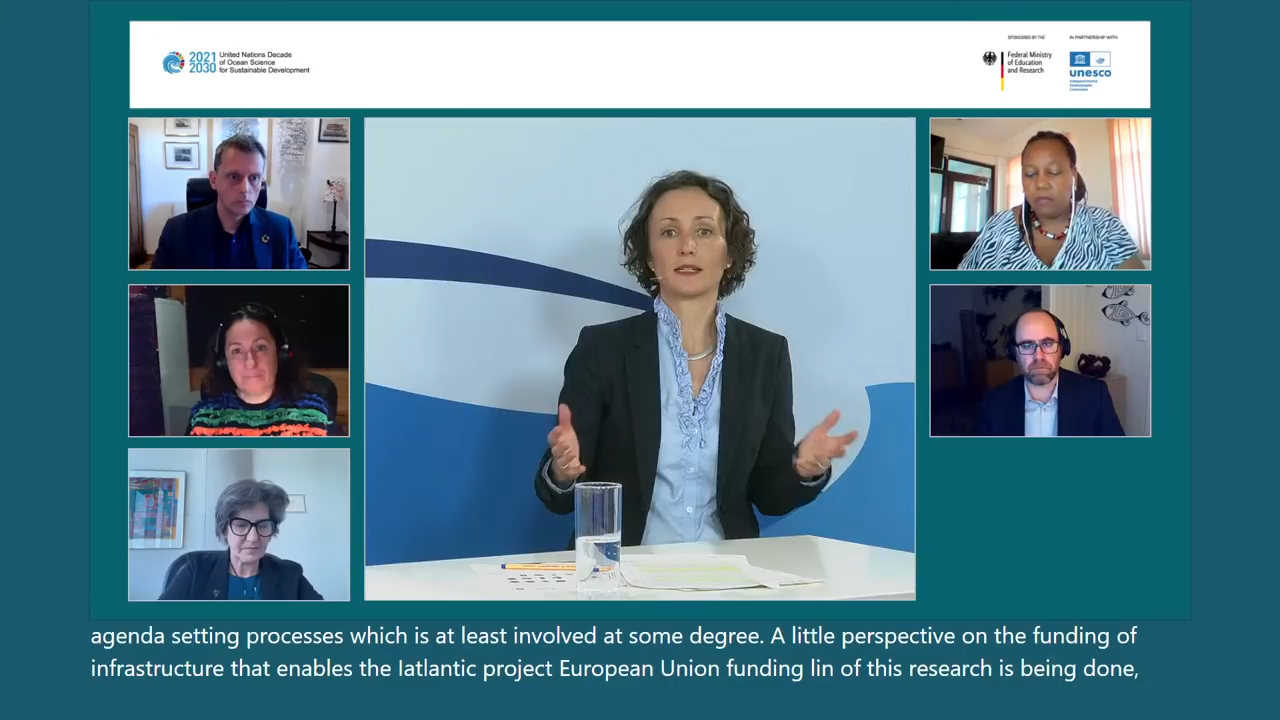 2021
2030
United Nations Decade
of Ocean Science
for Sustainable Development
SPONSORED BY THE
Federal Ministry
of Education
and Research
IN PARTNERSHIP WITH
unesco
Intergovernmental
Oceanographic
Commission
agenda setting processes which is at least involved at some degree. A little perspective on the funding of
infrastructure that enables the Iatlantic project European Union funding lin of this research is being done,